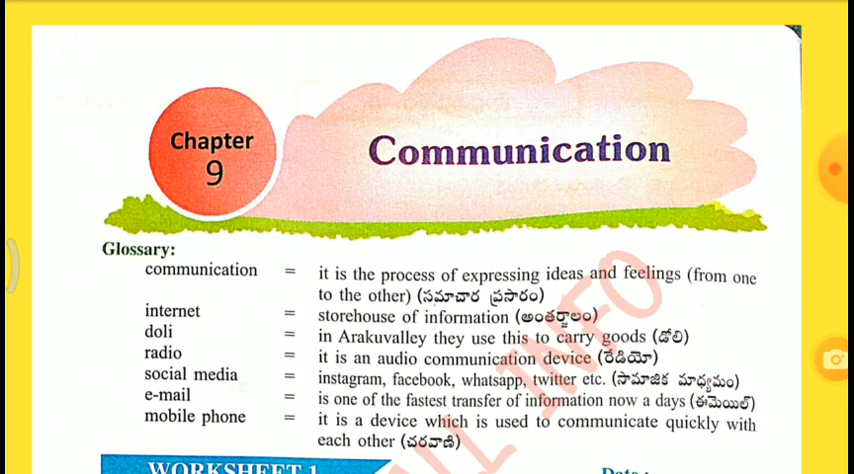 Chapter
9
Communication
Glossary:
communication = it is the process of expressing ideas and feelings (from one
to the other) (సమాచార ప్రసారం)
internet = storehouse of information (అంతర్జాలం)
doli = in Arakuvalley they use this to carry goods (డోలి)
radio = it is an audio communication device (రేడియో)
social media = instagram, facebook, whatsapp, twitter etc. (సామాజిక మాధ్యమం)
e-mail = is one of the fastest transfer of information now a days (ఈమెయిల్)
mobile phone = it is a device which is used to communicate quickly with
each other (చరవాణి)
ALL INFO
WORKSHEET 1
Date :